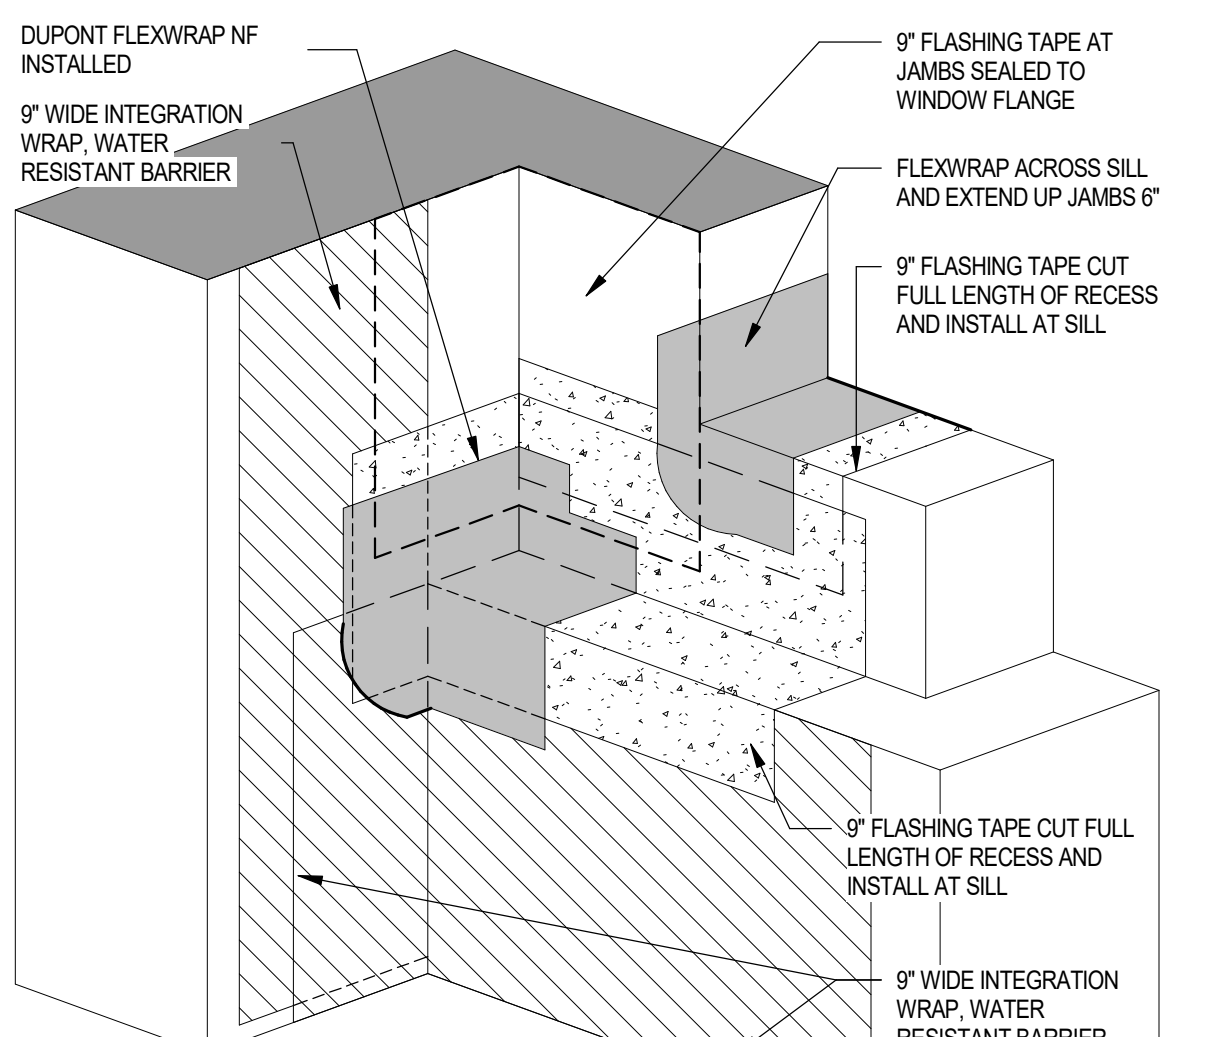 DUPONT FLEXWRAP NF
INSTALLED
9" WIDE INTEGRATION
WRAP, WATER
RESISTANT BARRIER
9" FLASHING TAPE AT
JAMBS SEALED TO
WINDOW FLANGE
FLEXWRAP ACROSS SILL
AND EXTEND UP JAMBS 6"
9" FLASHING TAPE CUT
FULL LENGTH OF RECESS
AND INSTALL AT SILL
9" FLASHING TAPE CUT FULL
LENGTH OF RECESS AND
INSTALL AT SILL
9" WIDE INTEGRATION
WRAP, WATER
RESISTANT BARRIER